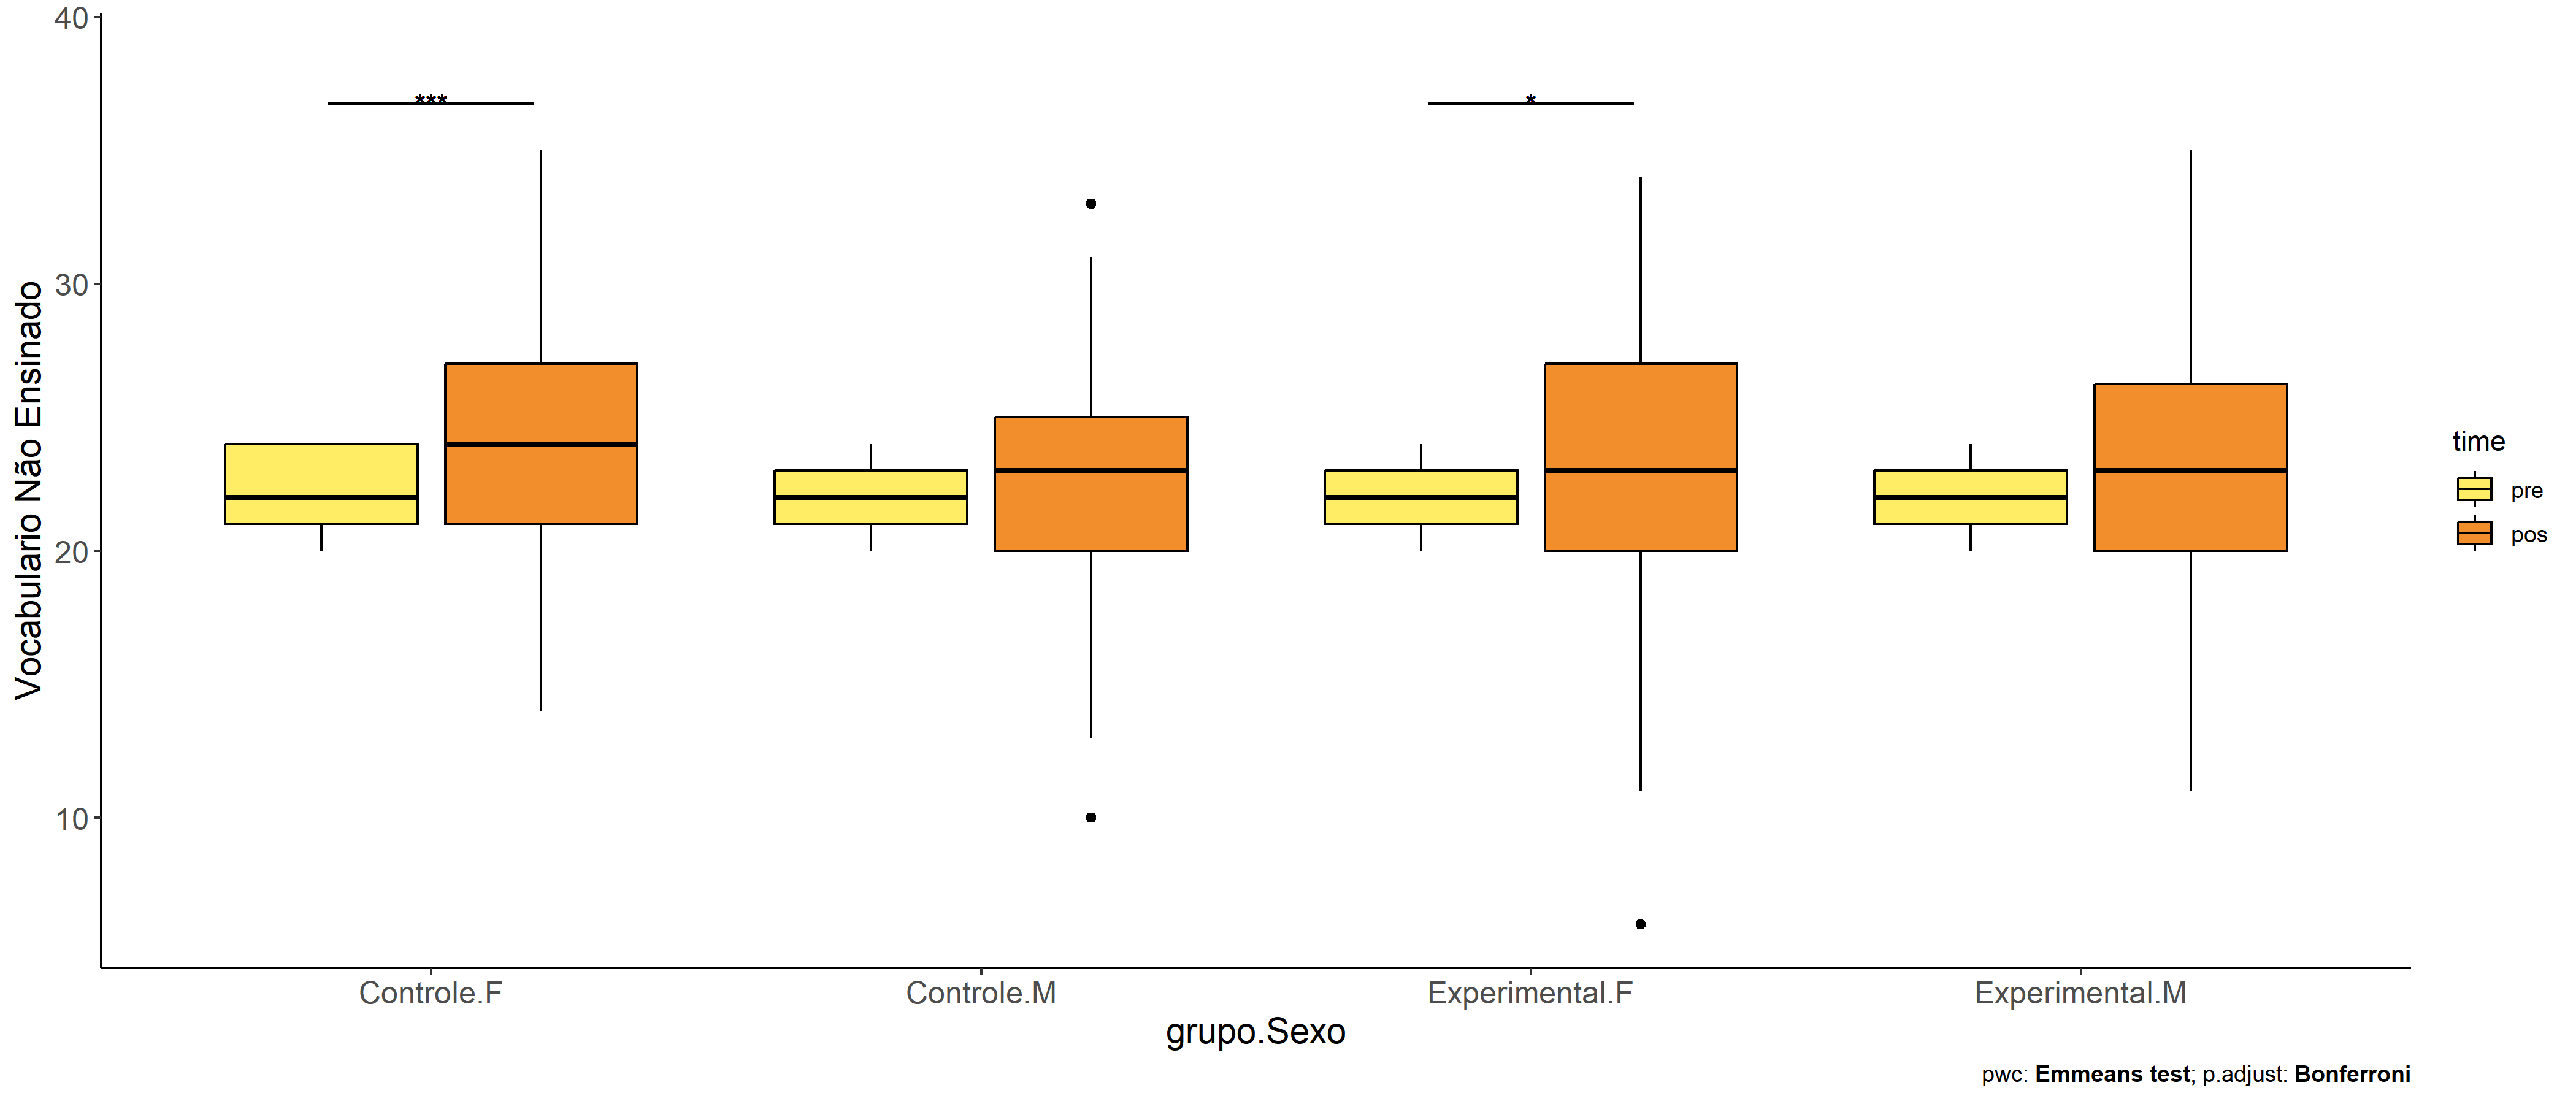 40
30
20
10
Vocabulario Não Ensinado
***
*
Controle.F
Controle.M
Experimental.F
Experimental.M
grupo.Sexo
time
pre
pos
pwc: Emmeans test; p.adjust: Bonferroni